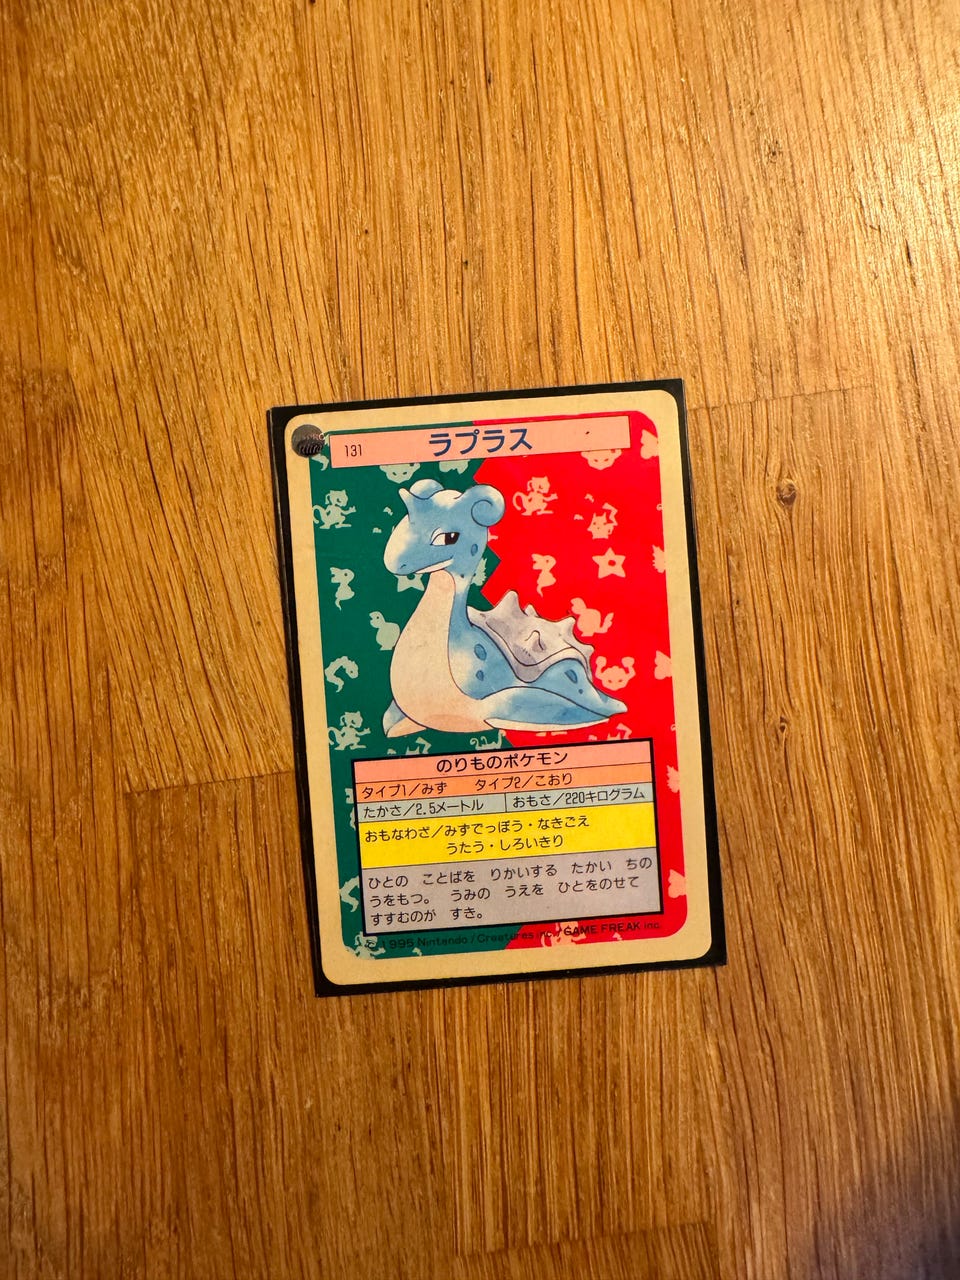 131 ラプラス
のりものポケモン
タイプ1/みず タイプ2/こおり
たかさ/2.5メートル おもさ/220キログラム
おもなわざ/みずでっぽう・なきごえ
うたう・しろいきり
ひとの ことばを りかいする たかい ちの
うをもつ。 うみの うえを ひとをのせて
すすむのが すき。
© 1995 Nintendo / Creatures inc. / GAME FREAK inc.